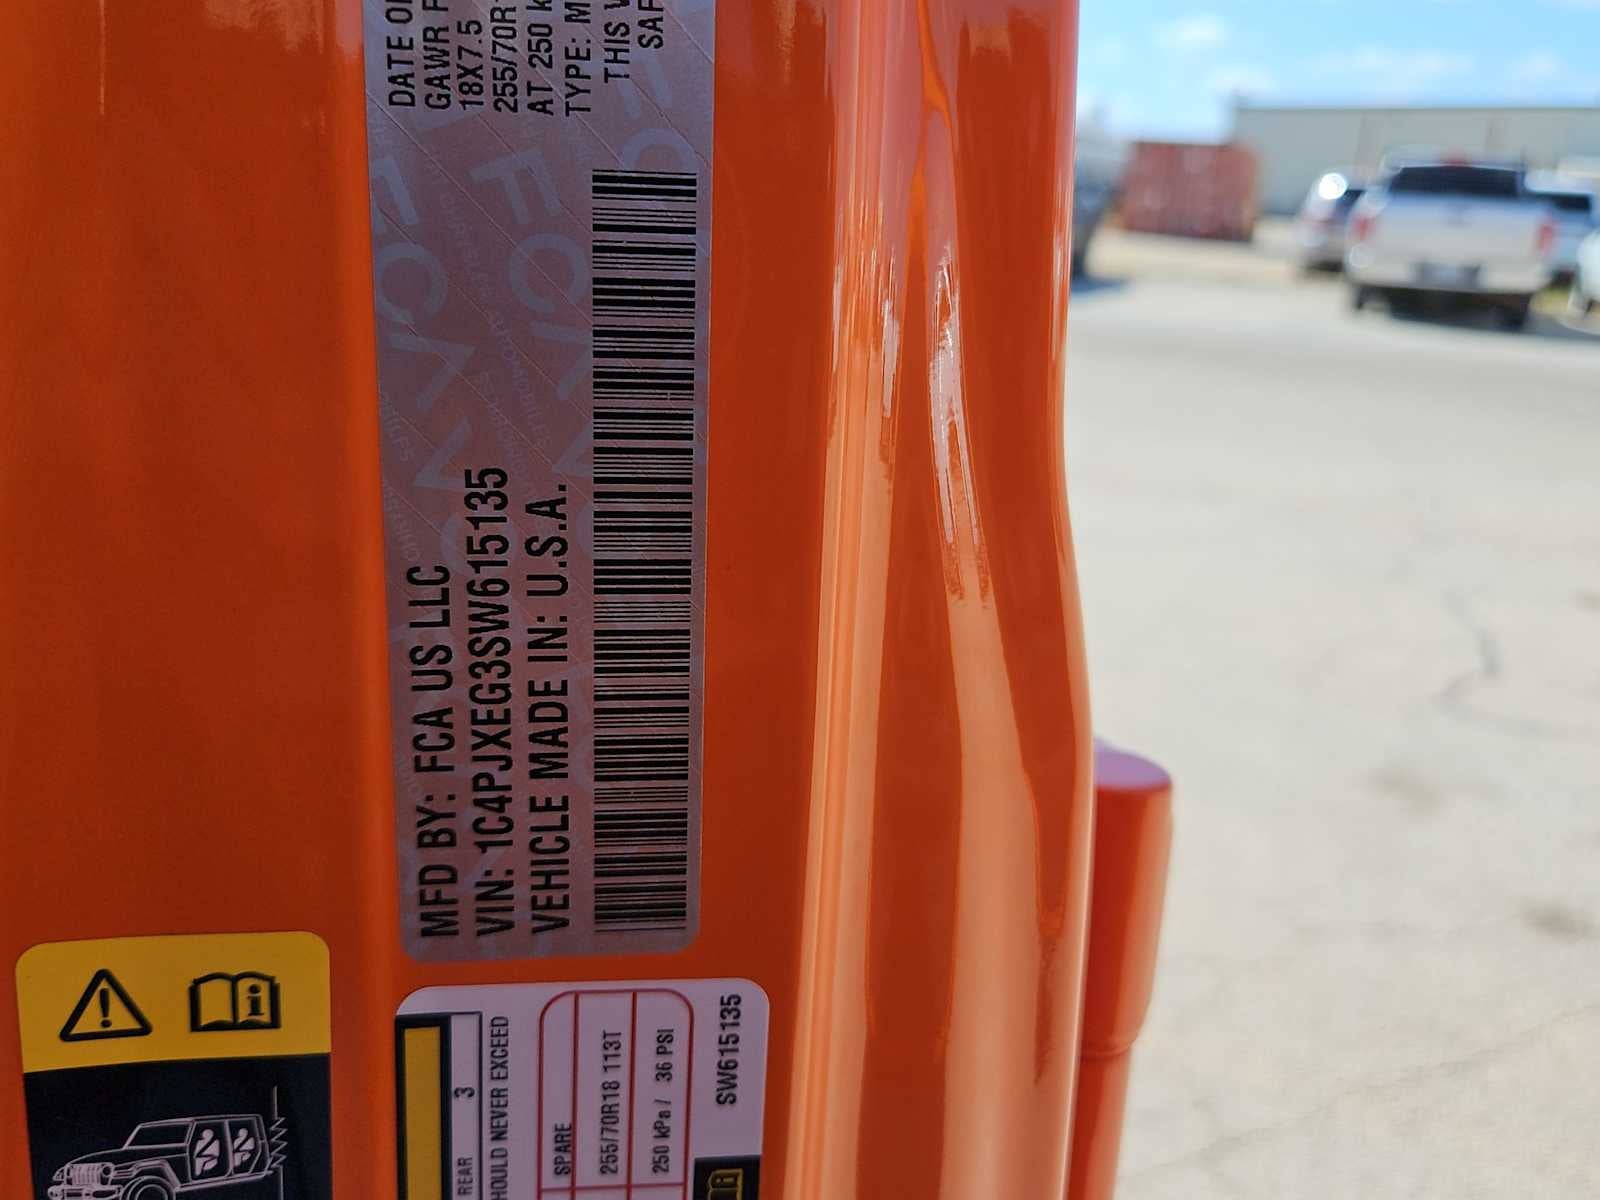 MFD BY: FCA US LLC
VIN: 1C4PJXEG3SW615135
VEHICLE MADE IN: U.S.A.
DATE
GAWR
18X7.5
255/70R
AT 250
TYPE:
THIS
REAR 3
HOULD NEVER EXCEED
SPARE
255/70R18 113T
250 kPa / 36 PSI
SW615135